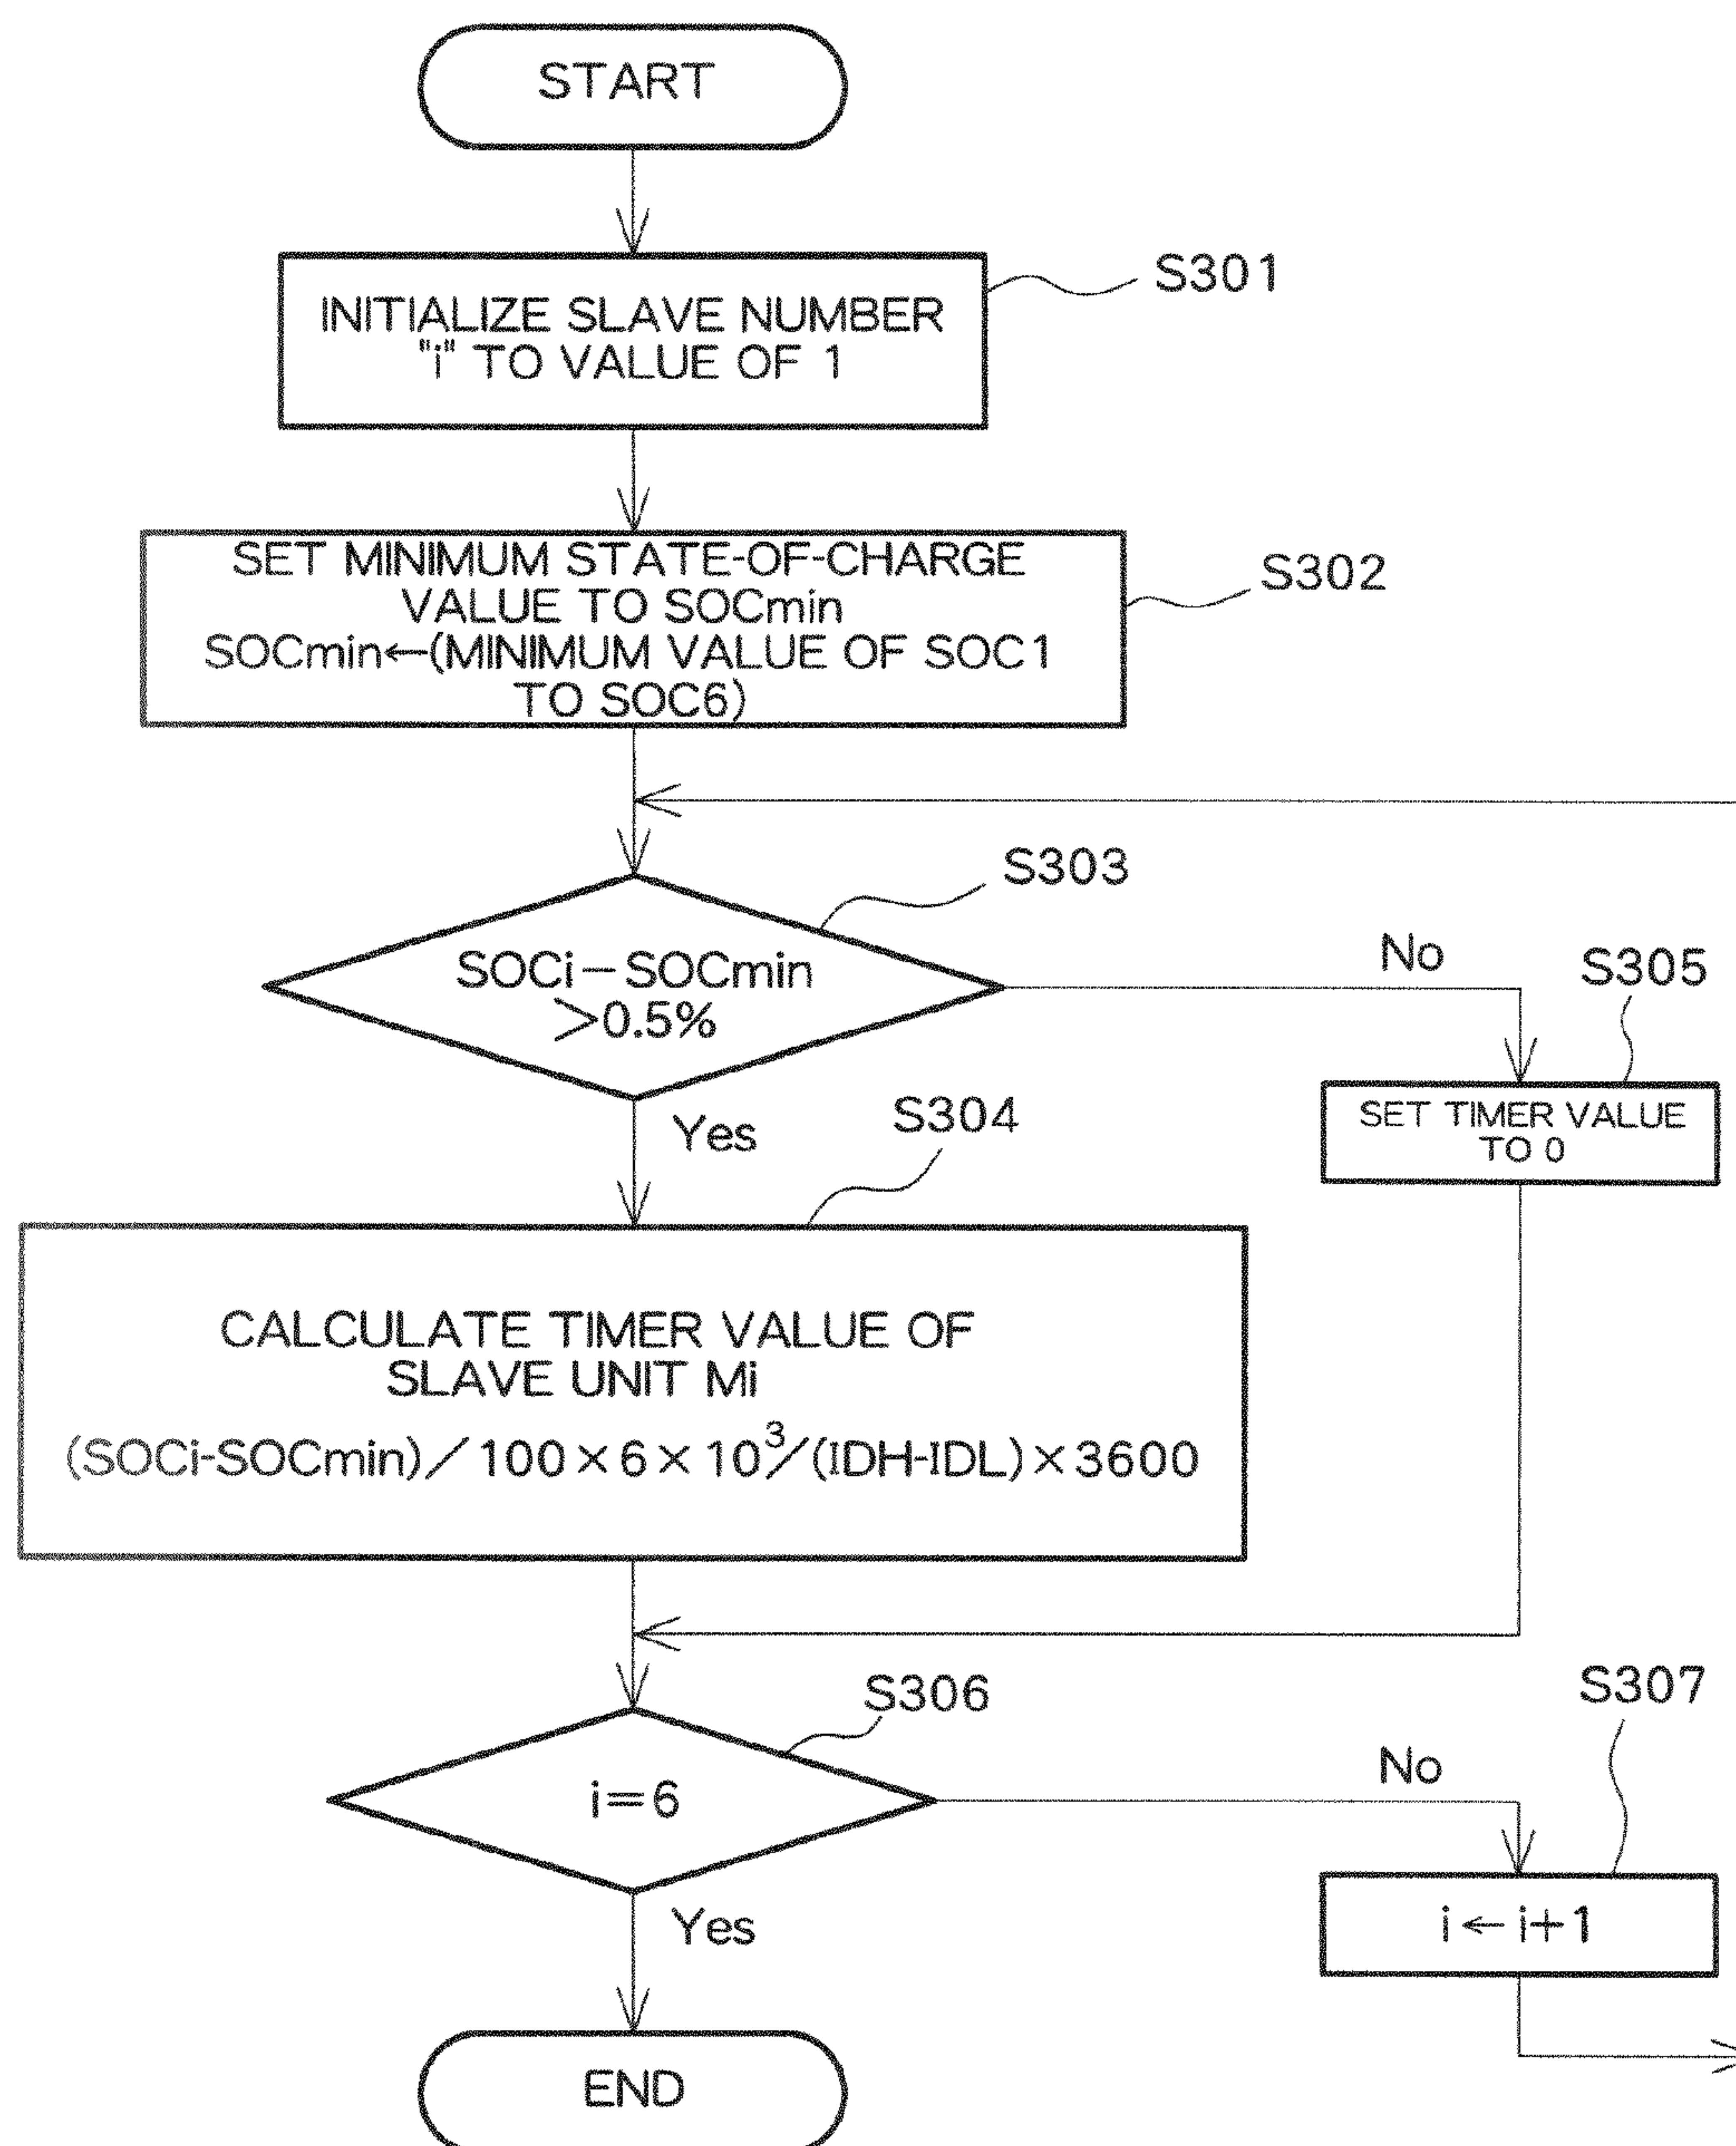 START
INITIALIZE SLAVE NUMBER
"i" TO VALUE OF 1
S301
SET MINIMUM STATE-OF-CHARGE
VALUE TO SOCmin
SOCmin←(MINIMUM VALUE OF SOC1
TO SOC6)
S302
S303
SOCi－SOCmin
>0.5%
No
S305
SET TIMER VALUE
TO 0
Yes
S304
CALCULATE TIMER VALUE OF
SLAVE UNIT Mi
(SOCi-SOCmin)／100×6×10³／(IDH-IDL)×3600
S306
i=6
No
S307
i←i+1
Yes
END